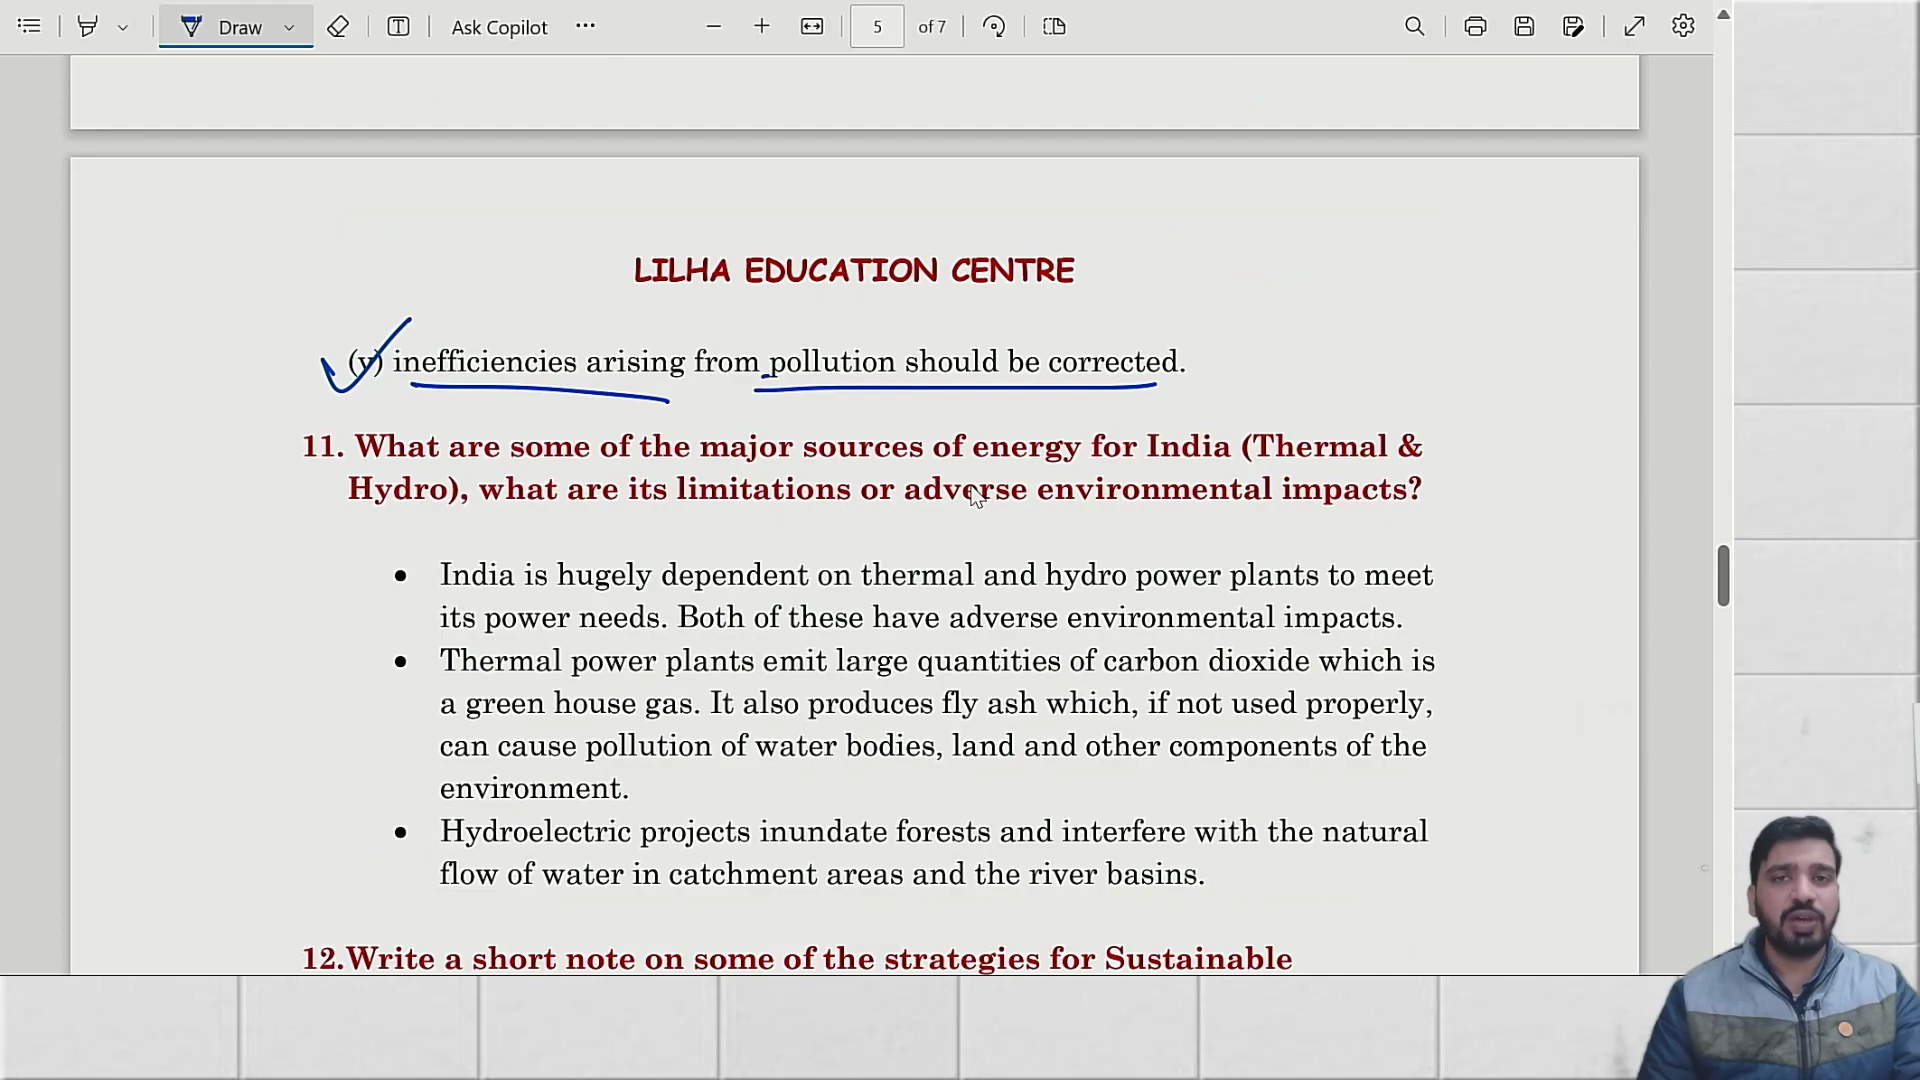 Draw
Ask Copilot
5 of 7
LILHA EDUCATION CENTRE
(v) inefficiencies arising from pollution should be corrected.
11. What are some of the major sources of energy for India (Thermal &
Hydro), what are its limitations or adverse environmental impacts?
• India is hugely dependent on thermal and hydro power plants to meet
its power needs. Both of these have adverse environmental impacts.
• Thermal power plants emit large quantities of carbon dioxide which is
a green house gas. It also produces fly ash which, if not used properly,
can cause pollution of water bodies, land and other components of the
environment.
• Hydroelectric projects inundate forests and interfere with the natural
flow of water in catchment areas and the river basins.
12.Write a short note on some of the strategies for Sustainable